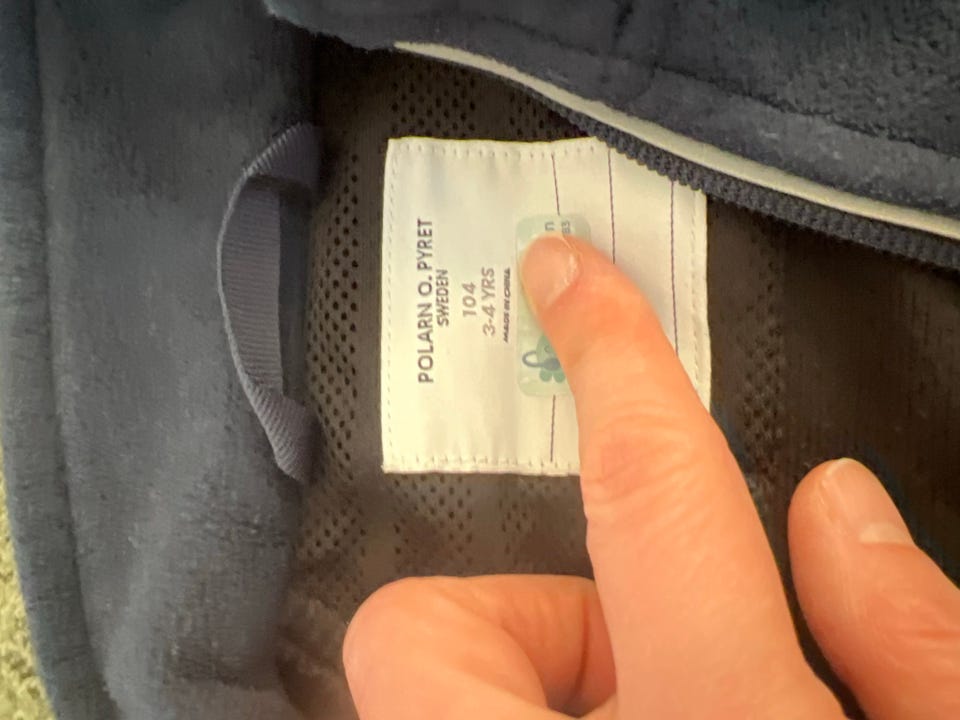 POLARN O. PYRET
SWEDEN
104
3-4 YRS
MADE IN CHINA